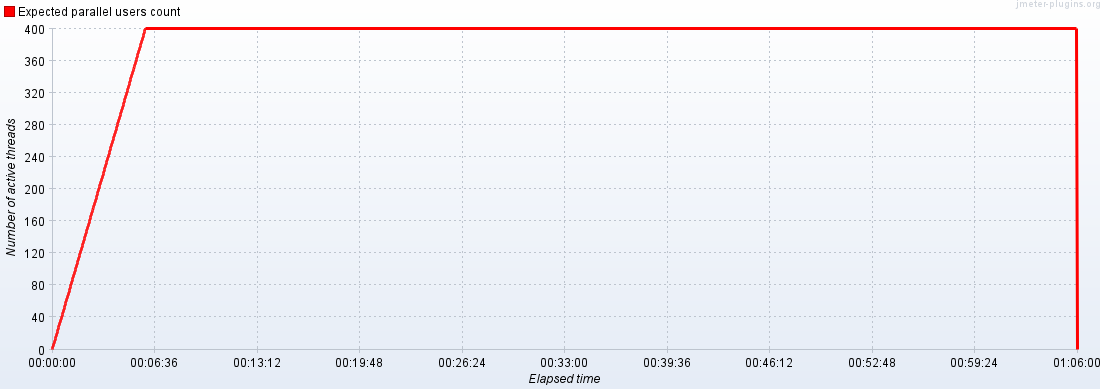 jmeter-plugins.org
Expected parallel users count
400
360
320
280
240
200
160
120
80
40
0
Number of active threads
00:00:00 00:06:36 00:13:12 00:19:48 00:26:24 00:33:00 00:39:36 00:46:12 00:52:48 00:59:24 01:06:00
Elapsed time